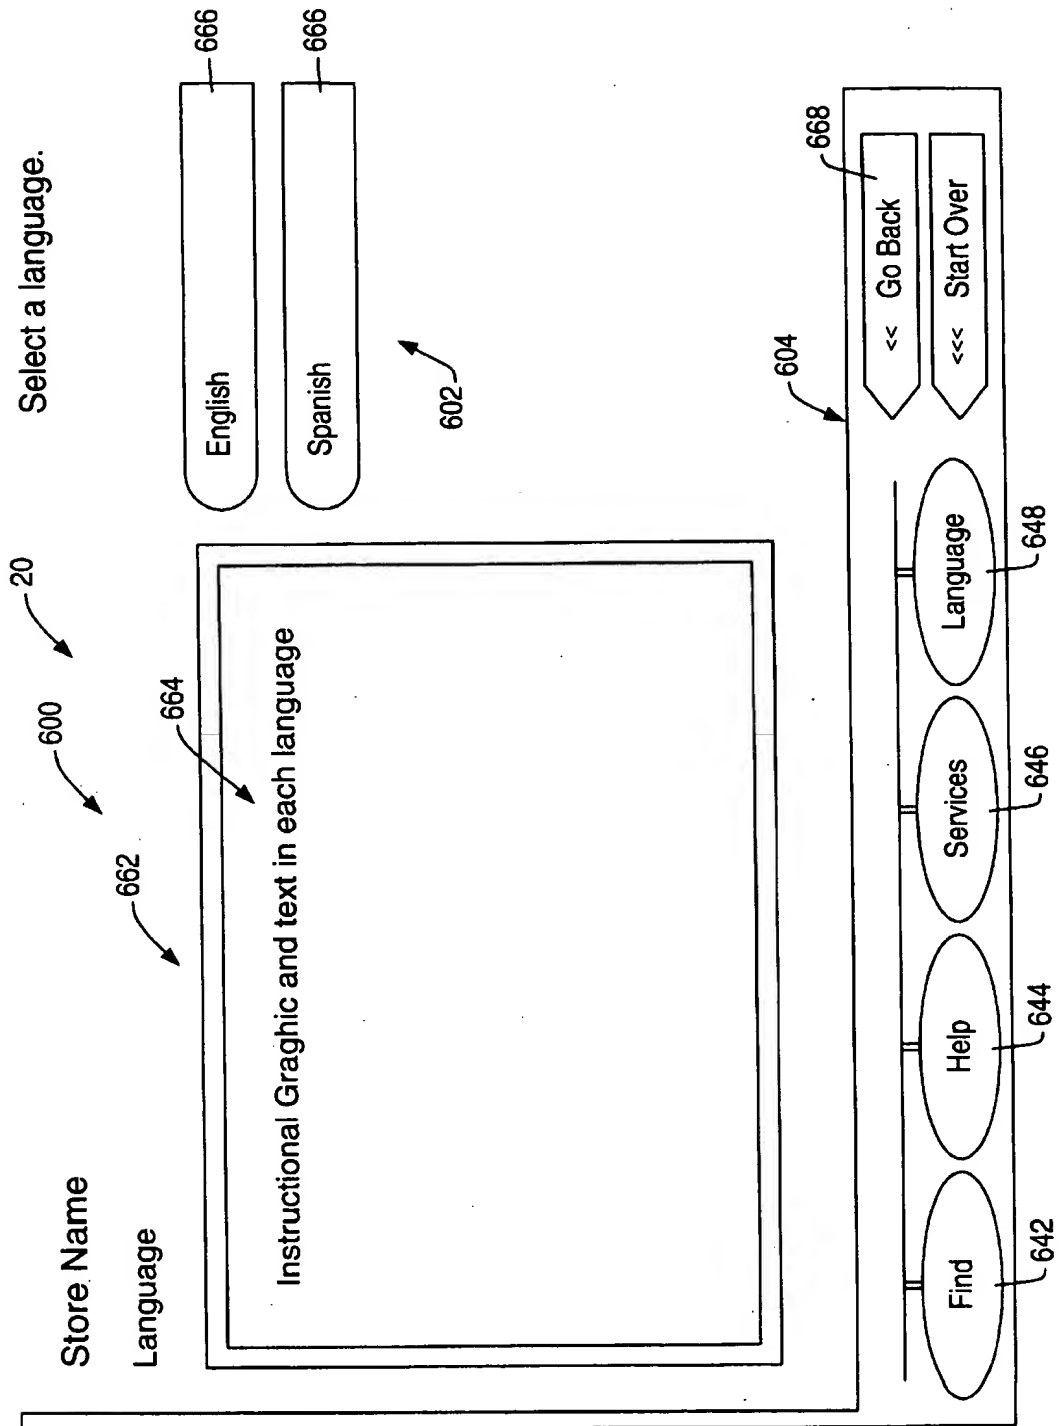 Store Name
Language
Select a language.
20
600
662
664
Instructional Graghic and text in each language
English
666
Spanish
666
602
604
668
<< Go Back
<<< Start Over
Find
Help
Services
Language
642
644
646
648